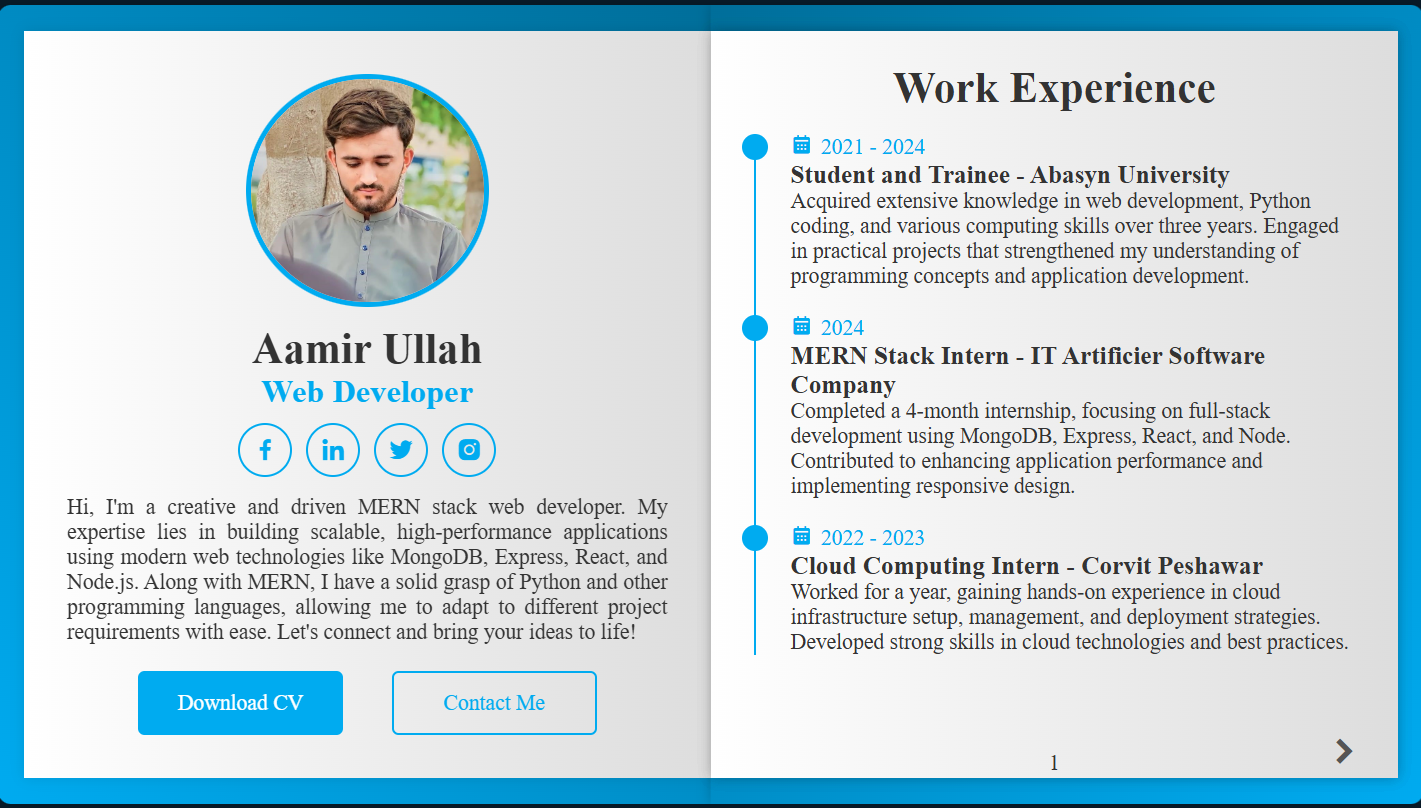 Aamir Ullah
Web Developer
Hi, I'm a creative and driven MERN stack web developer. My
expertise lies in building scalable, high-performance applications
using modern web technologies like MongoDB, Express, React, and
Node.js. Along with MERN, I have a solid grasp of Python and other
programming languages, allowing me to adapt to different project
requirements with ease. Let's connect and bring your ideas to life!
Download CV
Contact Me
Work Experience
2021 - 2024
Student and Trainee - Abasyn University
Acquired extensive knowledge in web development, Python
coding, and various computing skills over three years. Engaged
in practical projects that strengthened my understanding of
programming concepts and application development.
2024
MERN Stack Intern - IT Artificier Software
Company
Completed a 4-month internship, focusing on full-stack
development using MongoDB, Express, React, and Node.
Contributed to enhancing application performance and
implementing responsive design.
2022 - 2023
Cloud Computing Intern - Corvit Peshawar
Worked for a year, gaining hands-on experience in cloud
infrastructure setup, management, and deployment strategies.
Developed strong skills in cloud technologies and best practices.
1